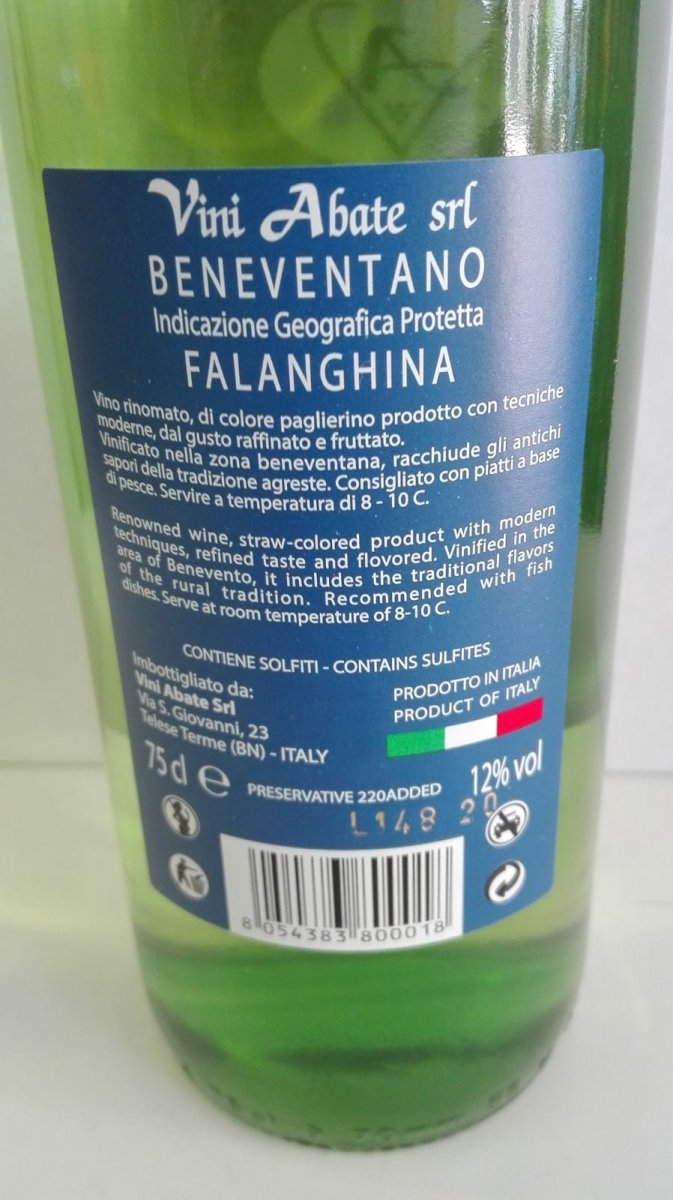 Vini Abate srl
BENEVENTANO
Indicazione Geografica Protetta
FALANGHINA
Vino rinomato, di colore paglierino prodotto con tecniche
moderne, dal gusto raffinato e fruttato.
Vinificato nella zona beneventana, racchiude gli antichi
sapori della tradizione agreste. Consigliato con piatti a base
di pesce. Servire a temperatura di 8 - 10 C.
Renowned wine, straw-colored product with modern
techniques, refined taste and flovored. Vinified in the
area of Benevento, it includes the traditional flavors
of the rural tradition. Recommended with fish
dishes. Serve at room temperature of 8-10 C.
CONTIENE SOLFITI - CONTAINS SULFITES
Imbottigliato da:
Vini Abate Srl
Via S. Giovanni, 23
Telese Terme (BN) - ITALY
PRODOTTO IN ITALIA
PRODUCT OF ITALY
75 cl e
PRESERVATIVE 220ADDED
12% vol
L148 20
8 054383 800018